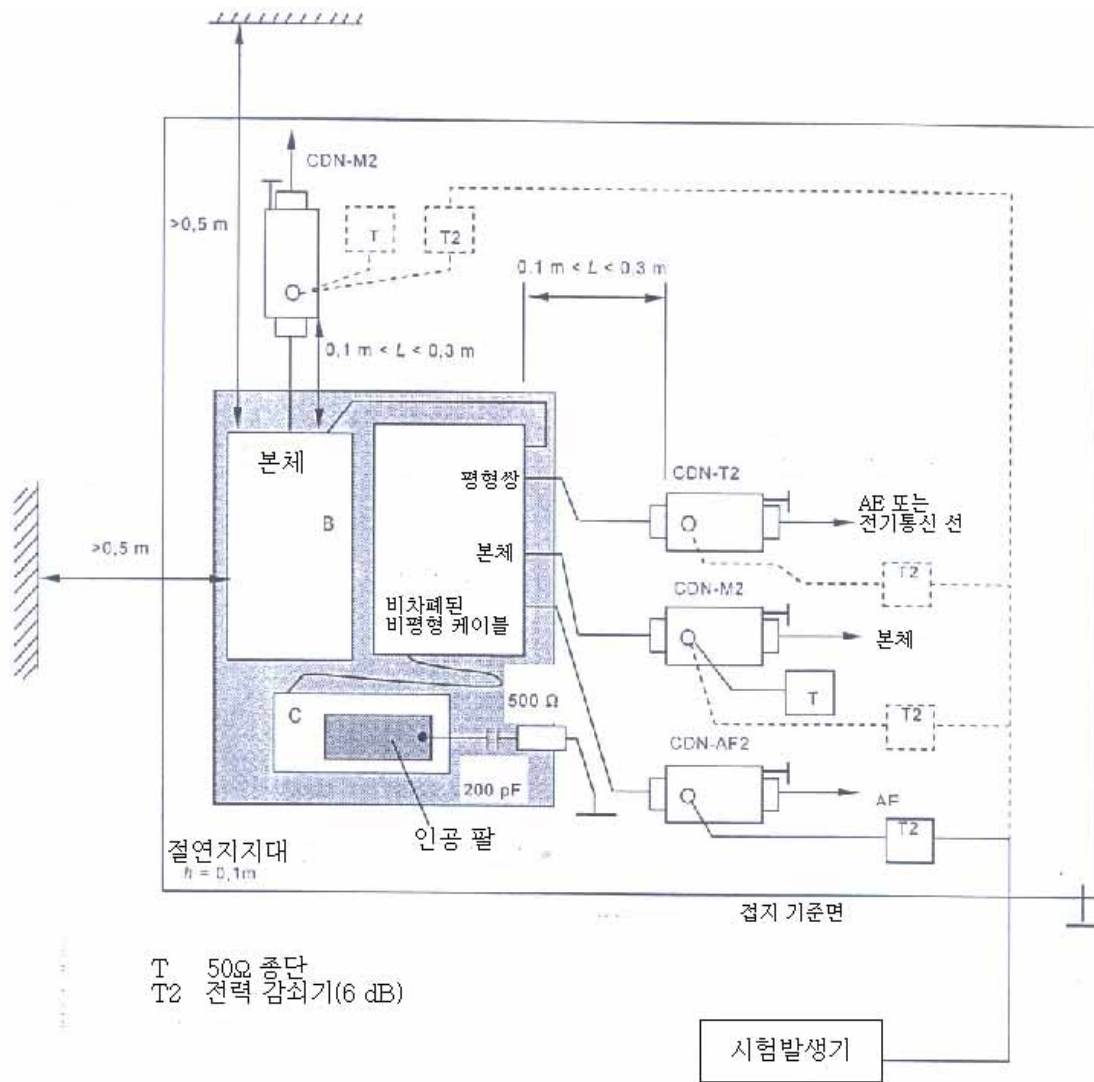 CDN-M2
>0,5 m
T
T2
0.1 m < L < 0.3 m
0,1 m < L < 0,3 m
본체
B
평형쌍
CDN-T2
AE 또는
전기통신 선
>0,5 m
T2
본체
CDN-M2
비차폐된
비평형 케이블
본체
T
T2
500 Ω
C
CDN-AF2
200 pF
AF
T2
인공 팔
절연지지대
h = 0,1m
접지 기준면
T 50Ω 종단
T2 전력 감쇠기(6 dB)
시험발생기